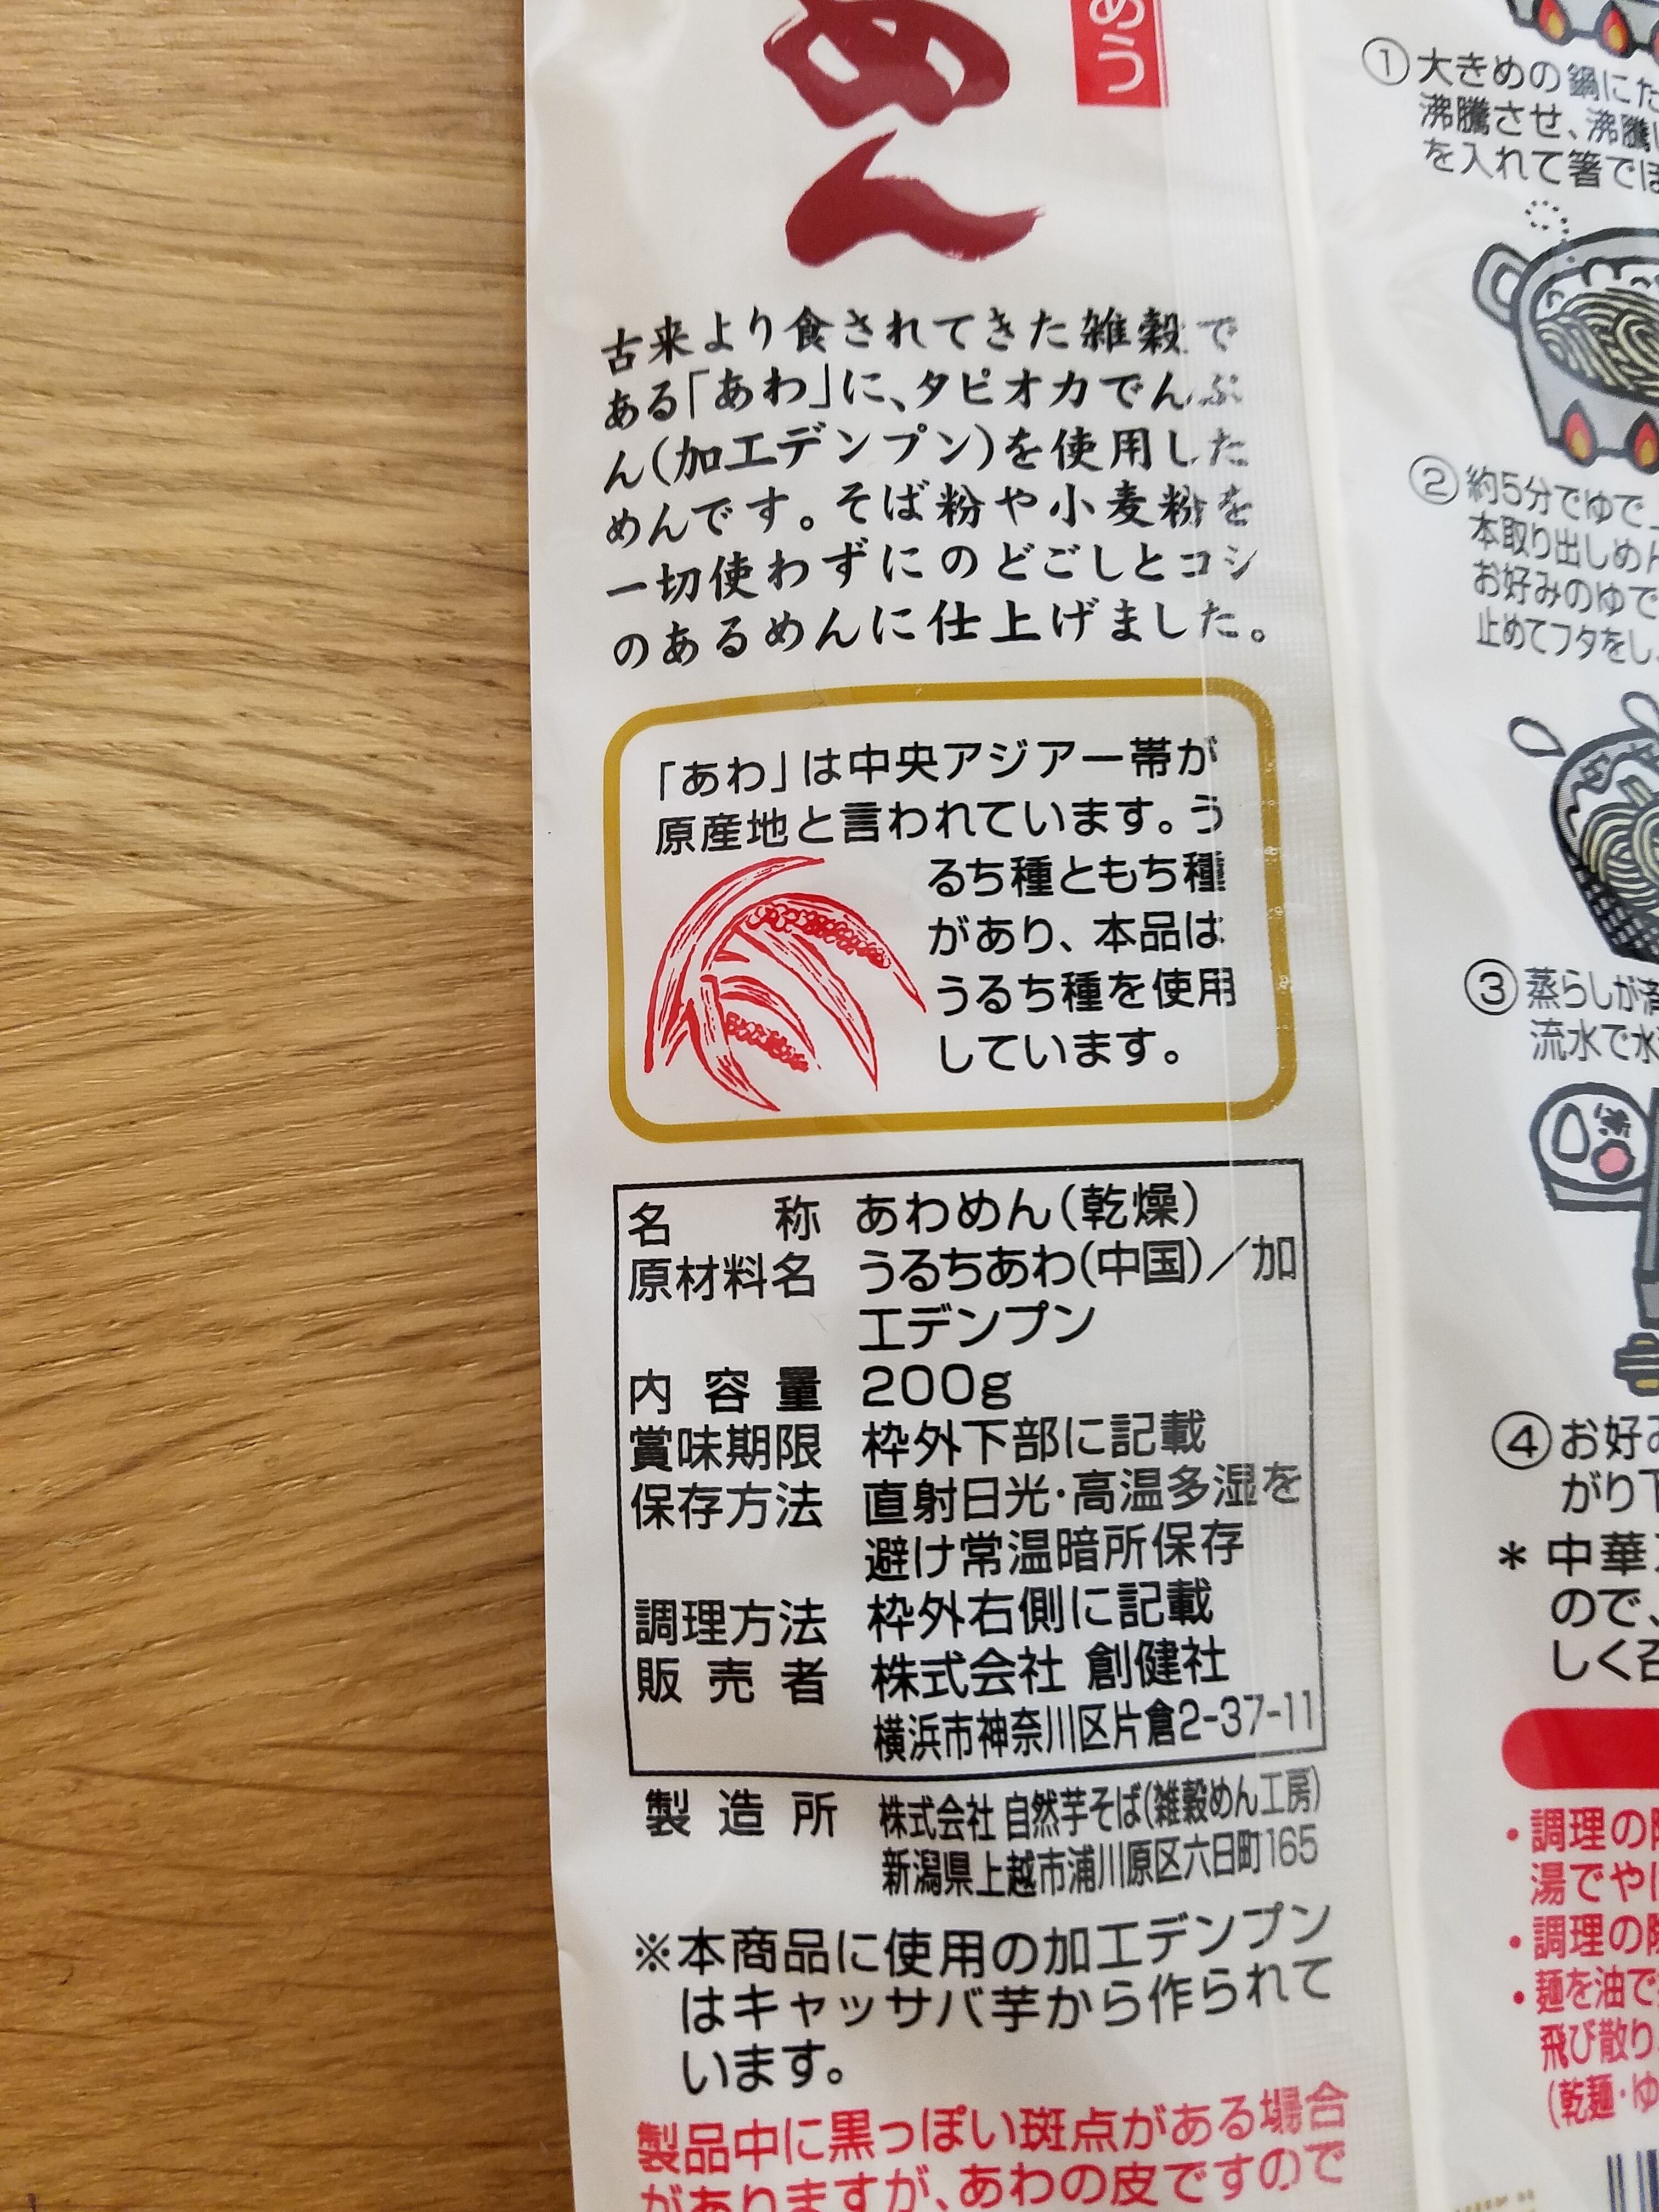 めん
めっ
古来より食されてきた雑穀で
ある「あわ」に、タピオカでんぷ
ん(加工デンプン)を使用した
めんです。そば粉や小麦粉を
一切使わずにのどごしとコシ
のあるめんに仕上げました。
「あわ」は中央アジア一帯が
原産地と言われています。う
るち種ともち種
があり、本品は
うるち種を使用
しています。
名称 あわめん(乾燥)
原材料名 うるちあわ(中国)/加
工デンプン
内容量 200g
賞味期限 枠外下部に記載
保存方法 直射日光・高温多湿を
避け常温暗所保存
調理方法 枠外右側に記載
販売者 株式会社 創健社
横浜市神奈川区片倉2-37-11
製造所 株式会社 自然芋そば(雑穀めん工房)
新潟県上越市浦川原区六日町165
※本商品に使用の加工デンプン
はキャッサバ芋から作られて
います。
製品中に黒っぽい斑点がある場合
がありますが、あわの皮ですので
①大きめの鍋にた
沸騰させ、沸騰し
を入れて箸でほ
②約5分でゆで上
本取り出しめん
お好みのゆで
止めてフタをし、
③蒸らしが済
流水で水
④お好み
がり下
＊中華
ので、
しく召
・調理の際
湯でや
・調理の際
・麺を油で
飛び散り
(乾麺・ゆ